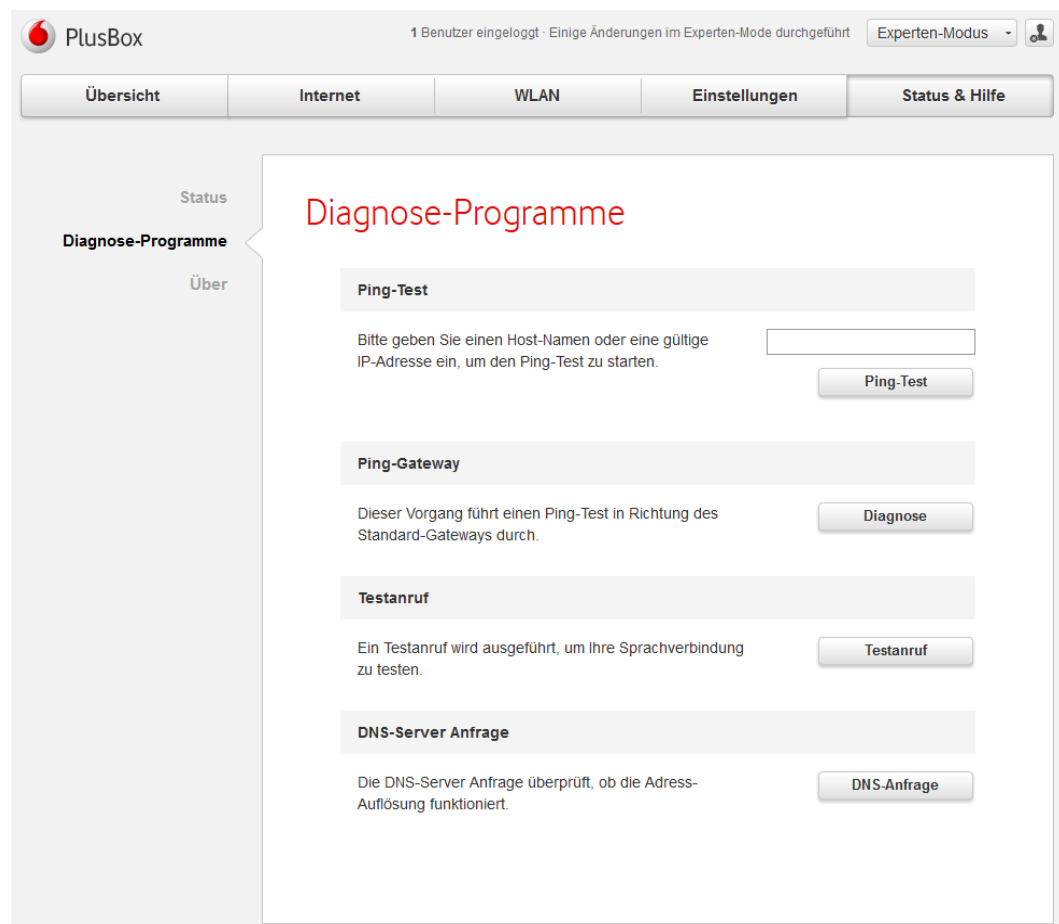 PlusBox
1 Benutzer eingeloggt · Einige Änderungen im Experten-Mode durchgeführt
Experten-Modus
Übersicht
Internet
WLAN
Einstellungen
Status & Hilfe
Status
Diagnose-Programme
Über
Diagnose-Programme
Ping-Test
Bitte geben Sie einen Host-Namen oder eine gültige
IP-Adresse ein, um den Ping-Test zu starten.
Ping-Test
Ping-Gateway
Dieser Vorgang führt einen Ping-Test in Richtung des
Standard-Gateways durch.
Diagnose
Testanruf
Ein Testanruf wird ausgeführt, um Ihre Sprachverbindung
zu testen.
Testanruf
DNS-Server Anfrage
Die DNS-Server Anfrage überprüft, ob die Adress-
Auflösung funktioniert.
DNS-Anfrage